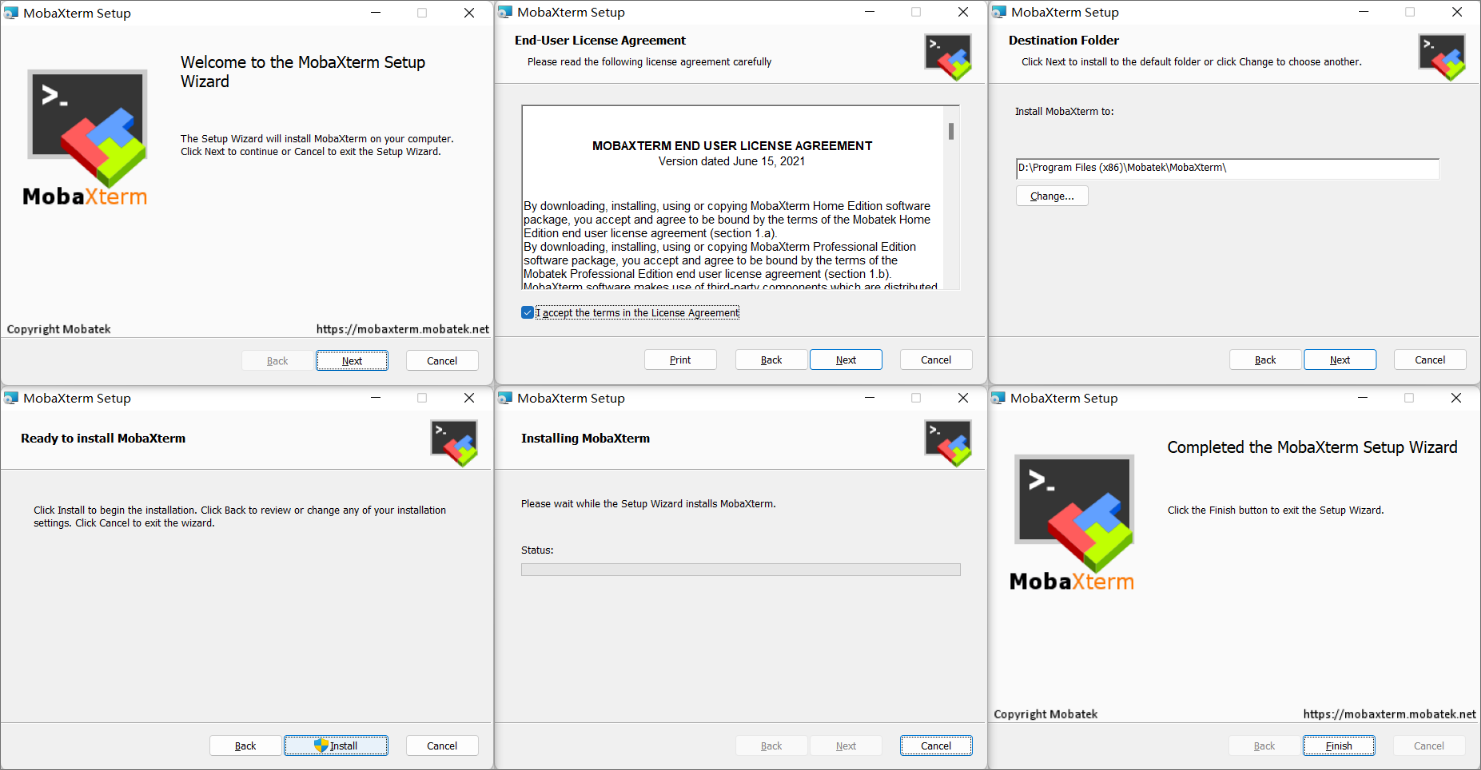 MobaXterm Setup
Welcome to the MobaXterm Setup
Wizard
>_
The Setup Wizard will install MobaXterm on your computer.
Click Next to continue or Cancel to exit the Setup Wizard.
MobaXterm
Copyright Mobatek
https://mobaxterm.mobatek.net
Back
Next
Cancel
MobaXterm Setup
End-User License Agreement
Please read the following license agreement carefully
>_
MOBAXTERM END USER LICENSE AGREEMENT
Version dated June 15, 2021
By downloading, installing, using or copying MobaXterm Home Edition software
package, you accept and agree to be bound by the terms of the Mobatek Home
Edition end user license agreement (section 1.a).
By downloading, installing, using or copying MobaXterm Professional Edition
software package, you accept and agree to be bound by the terms of the
Mobatek Professional Edition end user license agreement (section 1.b).
MobaXterm software makes use of third-party components which are distributed
I accept the terms in the License Agreement
Print
Back
Next
Cancel
MobaXterm Setup
Destination Folder
Click Next to install to the default folder or click Change to choose another.
>_
Install MobaXterm to:
D:\Program Files (x86)\Mobatek\MobaXterm\
Change...
Back
Next
Cancel
MobaXterm Setup
Ready to install MobaXterm
>_
Click Install to begin the installation. Click Back to review or change any of your installation
settings. Click Cancel to exit the wizard.
Back
Install
Cancel
MobaXterm Setup
Installing MobaXterm
>_
Please wait while the Setup Wizard installs MobaXterm.
Status:
Back
Next
Cancel
MobaXterm Setup
Completed the MobaXterm Setup Wizard
>_
Click the Finish button to exit the Setup Wizard.
MobaXterm
Copyright Mobatek
https://mobaxterm.mobatek.net
Back
Finish
Cancel